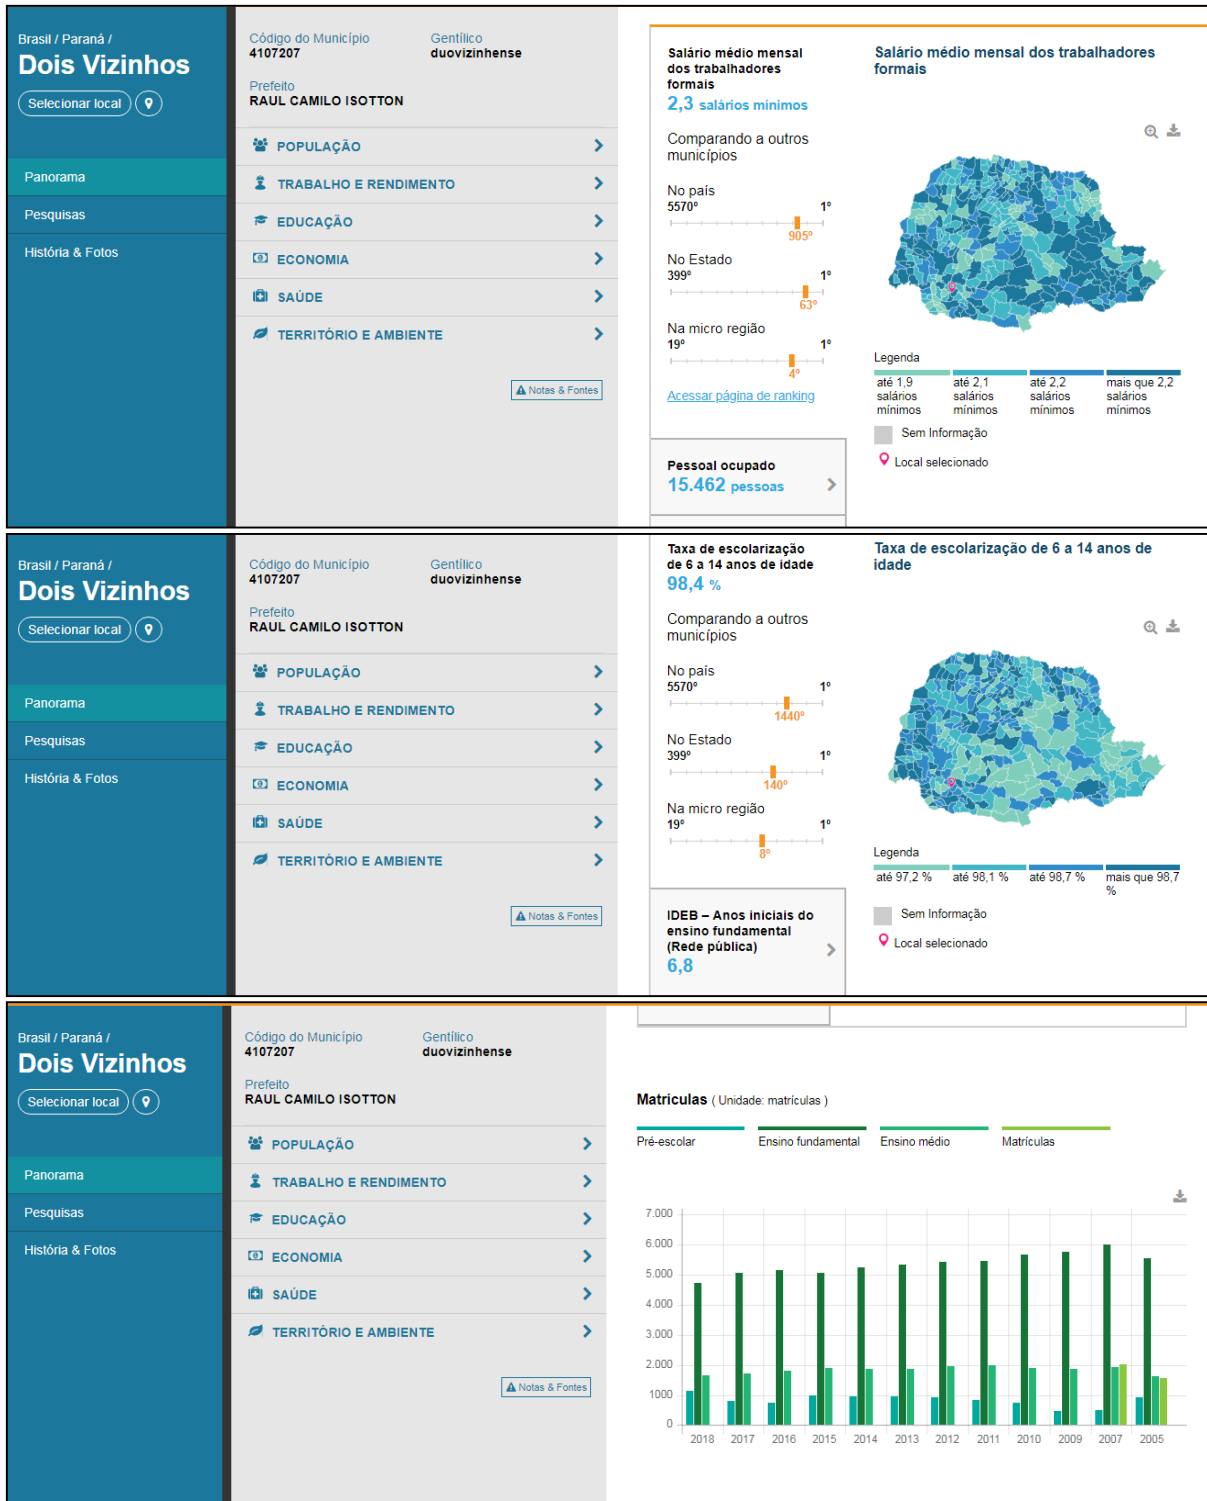 Brasil / Paraná /
Dois Vizinhos
Selecionar local
Panorama
Pesquisas
História & Fotos
Código do Município
4107207
Gentílico
duovizinhense
Prefeito
RAUL CAMILO ISOTTON
POPULAÇÃO
TRABALHO E RENDIMENTO
EDUCAÇÃO
ECONOMIA
SAÚDE
TERRITÓRIO E AMBIENTE
Notas & Fontes
Salário médio mensal
dos trabalhadores
formais
2,3 salários mínimos
Comparando a outros
municípios
No país
5570º 1º
905º
No Estado
399º 1º
63º
Na micro região
19º 1º
4º
Acessar página de ranking
Pessoal ocupado
15.462 pessoas
Salário médio mensal dos trabalhadores
formais
Legenda
até 1,9
salários
mínimos
até 2,1
salários
mínimos
até 2,2
salários
mínimos
mais que 2,2
salários
mínimos
Sem Informação
Local selecionado
Brasil / Paraná /
Dois Vizinhos
Selecionar local
Panorama
Pesquisas
História & Fotos
Código do Município
4107207
Gentílico
duovizinhense
Prefeito
RAUL CAMILO ISOTTON
POPULAÇÃO
TRABALHO E RENDIMENTO
EDUCAÇÃO
ECONOMIA
SAÚDE
TERRITÓRIO E AMBIENTE
Notas & Fontes
Taxa de escolarização
de 6 a 14 anos de idade
98,4 %
Comparando a outros
municípios
No país
5570º 1º
1440º
No Estado
399º 1º
140º
Na micro região
19º 1º
8º
IDEB – Anos iniciais do
ensino fundamental
(Rede pública)
6,8
Taxa de escolarização de 6 a 14 anos de
idade
Legenda
até 97,2 %
até 98,1 %
até 98,7 %
mais que 98,7
%
Sem Informação
Local selecionado
Brasil / Paraná /
Dois Vizinhos
Selecionar local
Panorama
Pesquisas
História & Fotos
Código do Município
4107207
Gentílico
duovizinhense
Prefeito
RAUL CAMILO ISOTTON
POPULAÇÃO
TRABALHO E RENDIMENTO
EDUCAÇÃO
ECONOMIA
SAÚDE
TERRITÓRIO E AMBIENTE
Notas & Fontes
Matrículas ( Unidade: matrículas )
Pré-escolar Ensino fundamental Ensino médio Matrículas
7.000
6.000
5.000
4.000
3.000
2.000
1000
0
2018 2017 2016 2015 2014 2013 2012 2011 2010 2009 2007 2005